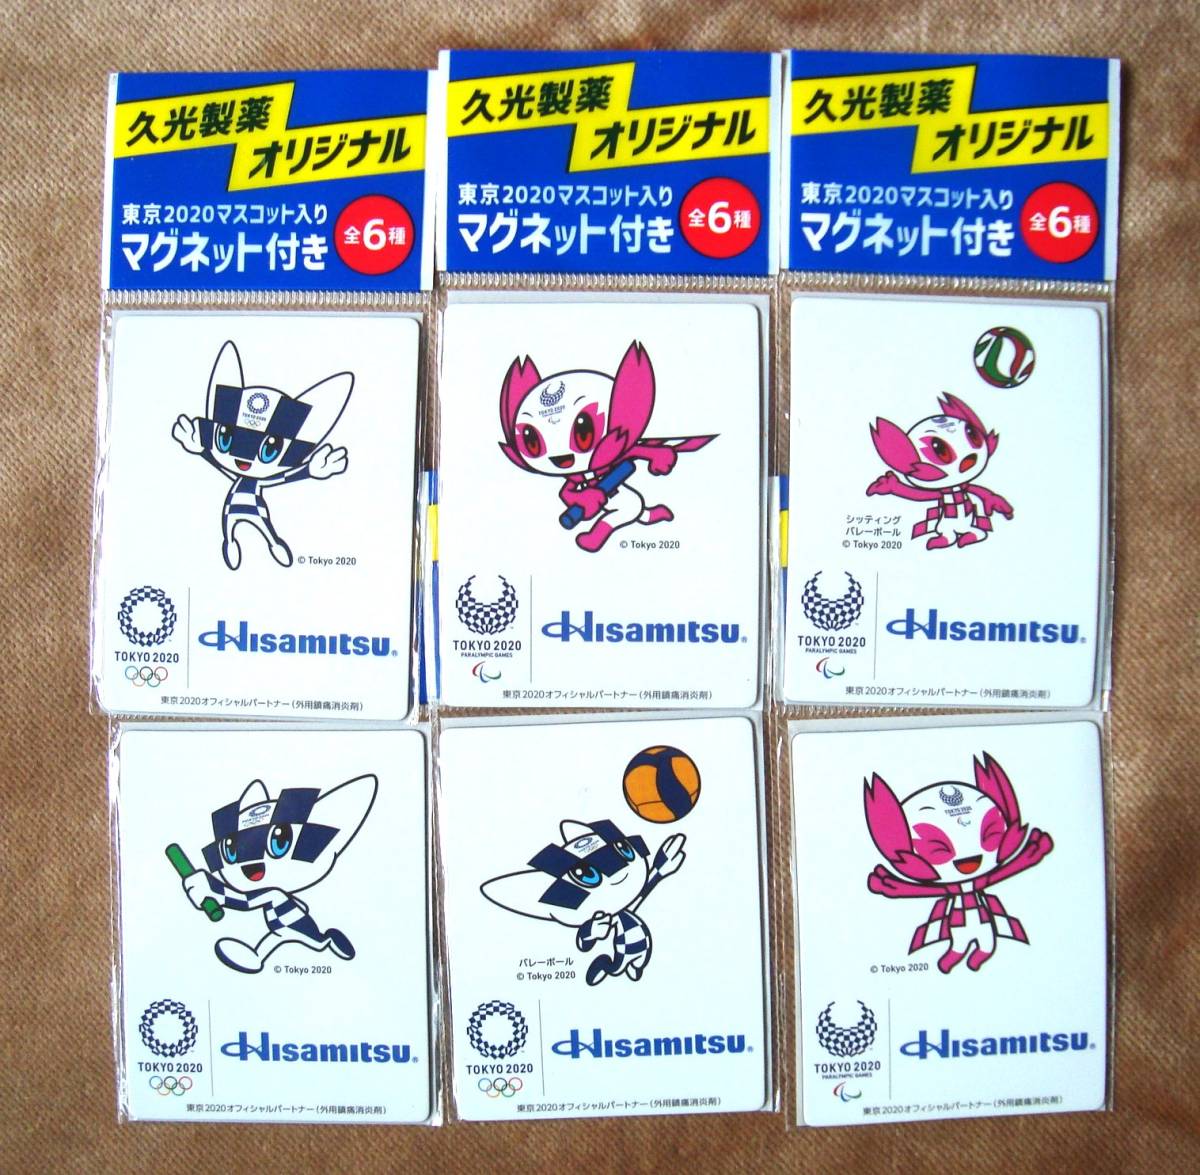 久光製薬
オリジナル
東京2020マスコット入り
マグネット付き
全6種
久光製薬
オリジナル
東京2020マスコット入り
マグネット付き
全6種
久光製薬
オリジナル
東京2020マスコット入り
マグネット付き
全6種
TOKYO 2020
© Tokyo 2020
TOKYO 2020
HISAMITSU®
東京2020オフィシャルパートナー(外用鎮痛消炎剤)
TOKYO 2020
© Tokyo 2020
TOKYO 2020
PARALYMPIC GAMES
HISAMITSU®
東京2020オフィシャルパートナー(外用鎮痛消炎剤)
シッティング
バレーボール
© Tokyo 2020
TOKYO 2020
PARALYMPIC GAMES
HISAMITSU®
東京2020オフィシャルパートナー(外用鎮痛消炎剤)
© Tokyo 2020
TOKYO 2020
HISAMITSU®
東京2020オフィシャルパートナー(外用鎮痛消炎剤)
バレーボール
© Tokyo 2020
TOKYO 2020
HISAMITSU®
東京2020オフィシャルパートナー(外用鎮痛消炎剤)
TOKYO 2020
© Tokyo 2020
TOKYO 2020
PARALYMPIC GAMES
HISAMITSU®
東京2020オフィシャルパートナー(外用鎮痛消炎剤)